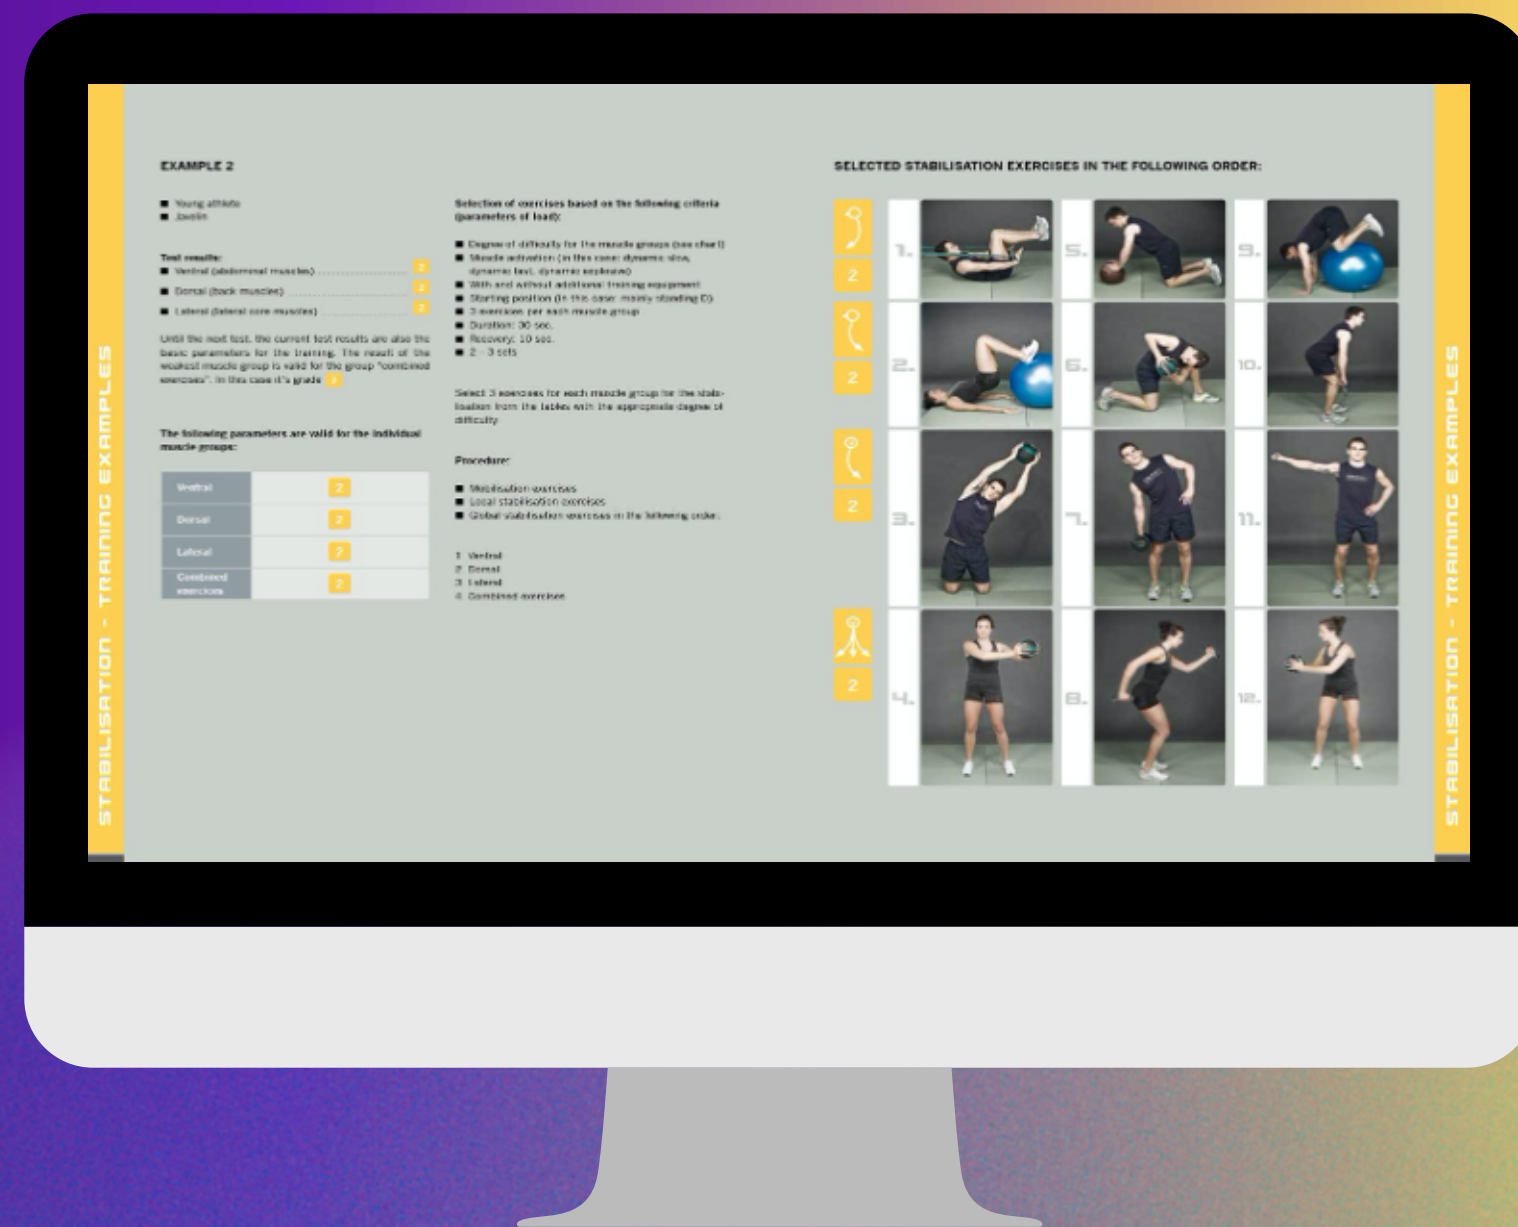 STABILISATION - TRAINING EXAMPLES
EXAMPLE 2
■ Young athlete
■ Javelin
Test results:
■ Ventral (abdominal muscles) 2
■ Dorsal (back muscles) 2
■ Lateral (lateral core muscles) 2
Until the next test, the current test results are also the
basic parameters for the training. The result of the
weakest muscle group is valid for the group "combined
exercises". In this case it's grade 2
The following parameters are valid for the individual
muscle groups:
Ventral 2
Dorsal 2
Lateral 2
Combined
exercises 2
Selection of exercises based on the following criteria
(parameters of load):
■ Degree of difficulty for the muscle groups (see chart)
■ Muscle activation (in this case: dynamic slow,
dynamic fast, dynamic explosive)
■ With and without additional training equipment
■ Starting position (in this case: mainly standing
■ 3 exercises per each muscle group
■ Duration: 30 sec.
■ Recovery: 10 sec.
■ 2 - 3 sets
Select 3 exercises for each muscle group for the stabi-
lisation from the tables with the appropriate degree of
difficulty.
Procedure:
■ Mobilisation exercises
■ Local stabilisation exercises
■ Global stabilisation exercises in the following order:
1 Ventral
2 Dorsal
3 Lateral
4 Combined exercises
SELECTED STABILISATION EXERCISES IN THE FOLLOWING ORDER:
2 1. 5. 9.
2 2. 6. 10.
2 3. 7. 11.
2 4. 8. 12.
STABILISATION - TRAINING EXAMPLES